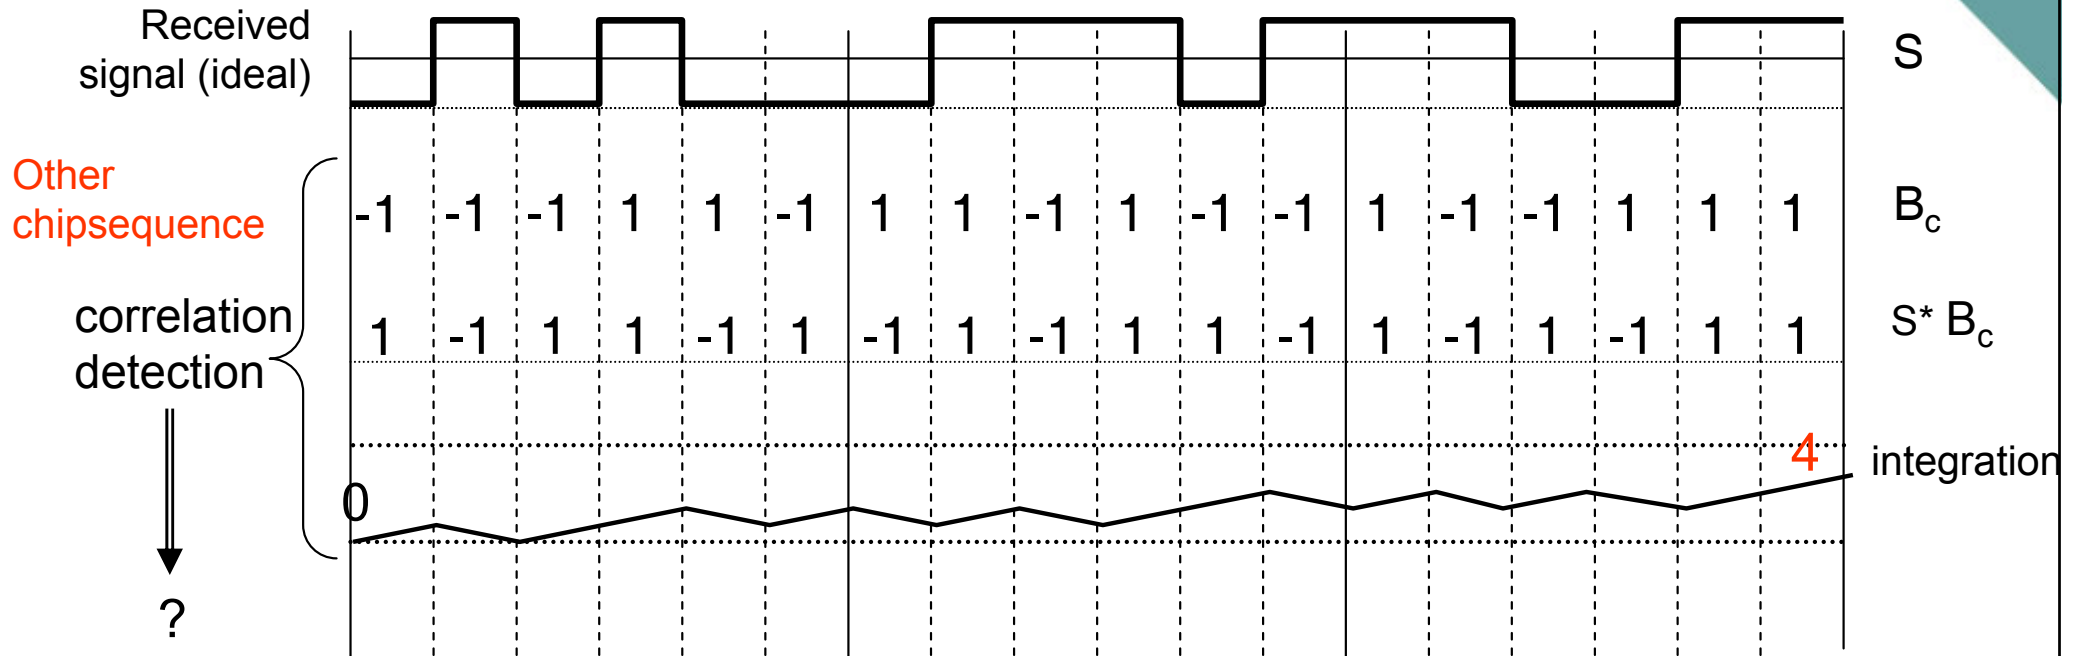 Received
signal (ideal)
S
Other
chipsequence
-1 -1 -1 1 1 -1 1 1 -1 1 -1 -1 1 -1 -1 1 1 1
Bc
correlation
detection
1 -1 1 1 -1 1 -1 1 -1 1 1 -1 1 -1 1 -1 1 1
S* Bc
4
integration
0
?